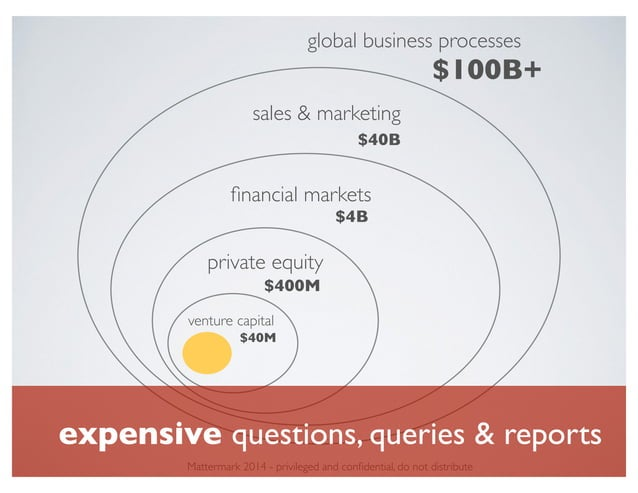 global business processes
$100B+
sales & marketing
$40B
financial markets
$4B
private equity
$400M
venture capital
$40M
expensive questions, queries & reports
Mattermark 2014 - privileged and confidential, do not distribute